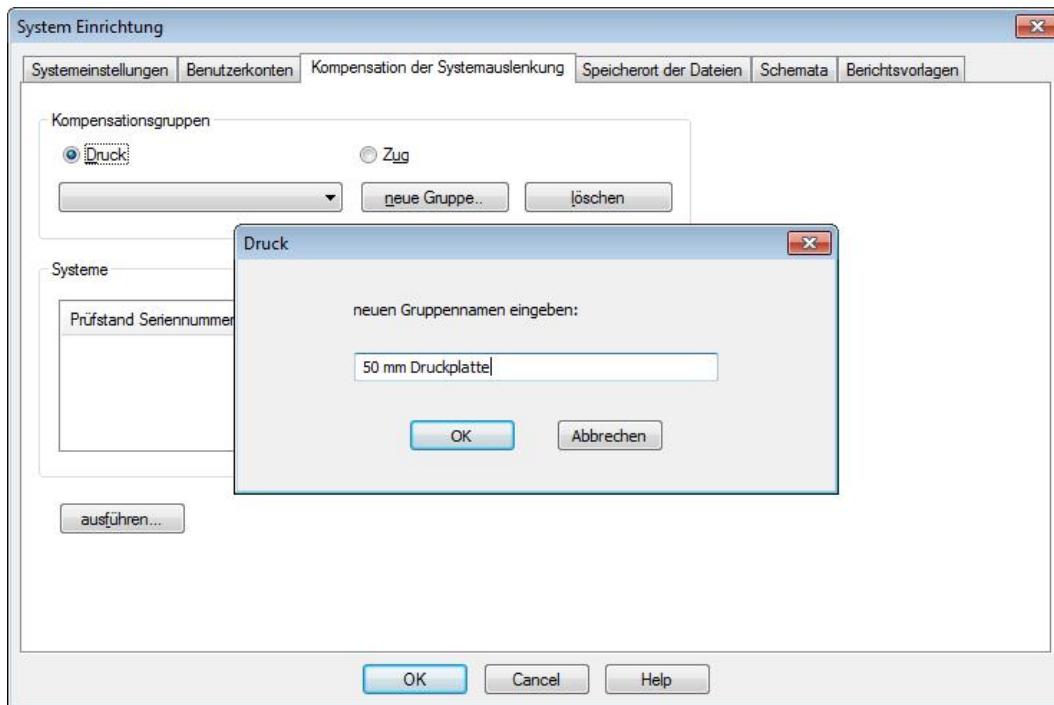 System Einrichtung
Systemeinstellungen Benutzerkonten Kompensation der Systemauslenkung Speicherort der Dateien Schemata Berichtsvorlagen
Kompensationsgruppen
Druck Zug
neue Gruppe.. löschen
Druck
Systeme
neuen Gruppennamen eingeben:
Prüfstand Seriennummer
50 mm Druckplatte
OK Abbrechen
ausführen...
OK Cancel Help